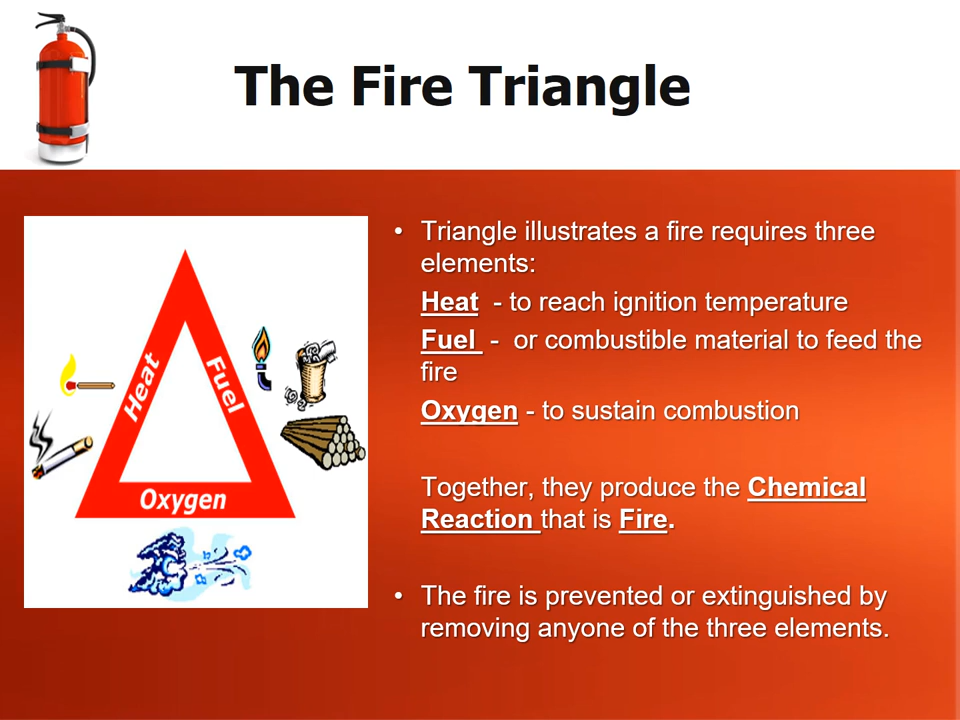 The Fire Triangle
Heat
Fuel
Oxygen
• Triangle illustrates a fire requires three
elements:
Heat - to reach ignition temperature
Fuel - or combustible material to feed the
fire
Oxygen - to sustain combustion
Together, they produce the Chemical
Reaction that is Fire.
• The fire is prevented or extinguished by
removing anyone of the three elements.